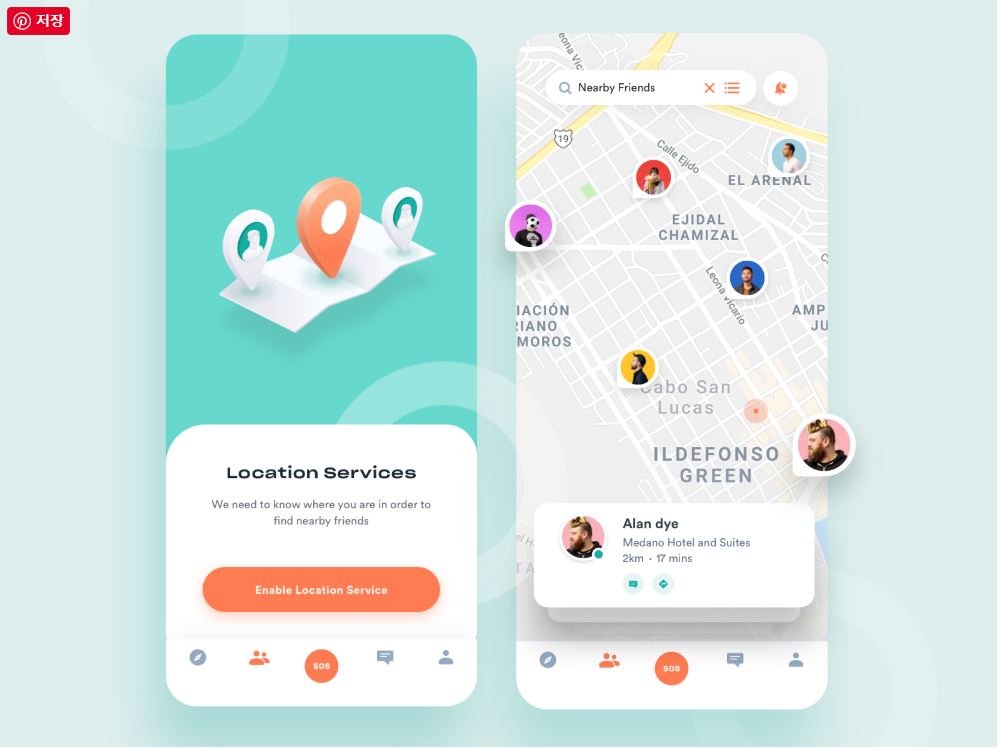 저장
Location Services
We need to know where you are in order to
find nearby friends
Enable Location Service
SOS
Nearby Friends
19
Calle Ejido
EL ARENAL
EJIDAL
CHAMIZAL
Leona Vicario
IACIÓN
RIANO
MOROS
AMP
JU
Cabo San
Lucas
ILDEFONSO
GREEN
Alan dye
Medano Hotel and Suites
2km · 17 mins
SOS